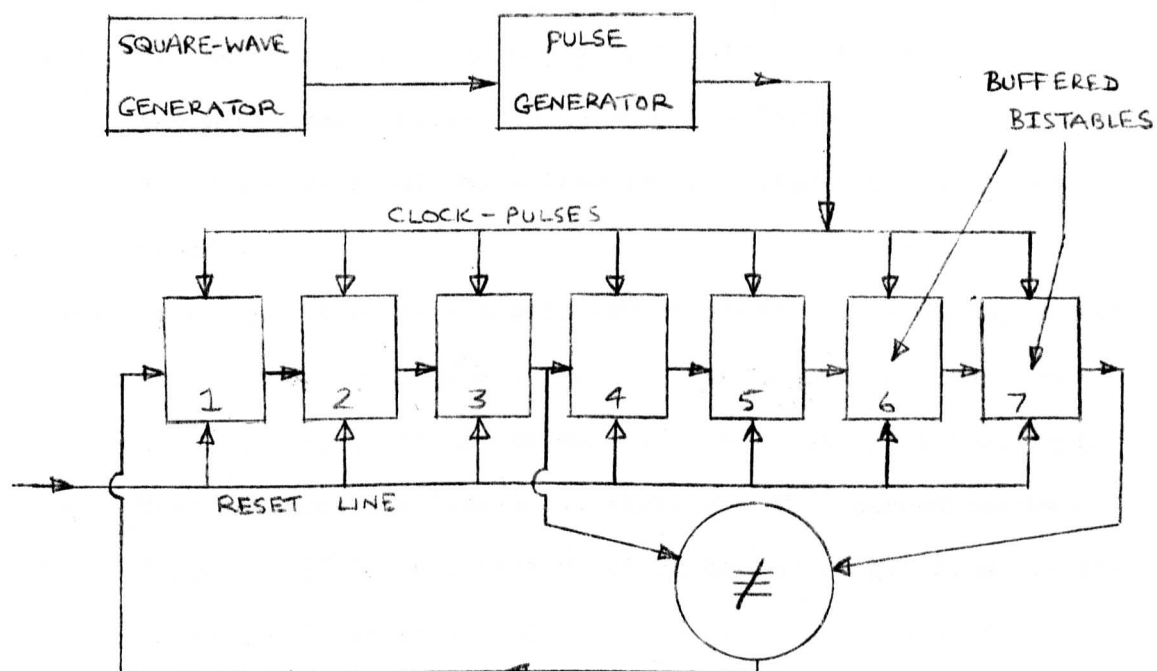 SQUARE-WAVE
GENERATOR
PULSE
GENERATOR
BUFFERED
BISTABLES
CLOCK-PULSES
1 2 3 4 5 6 7
RESET LINE
≢